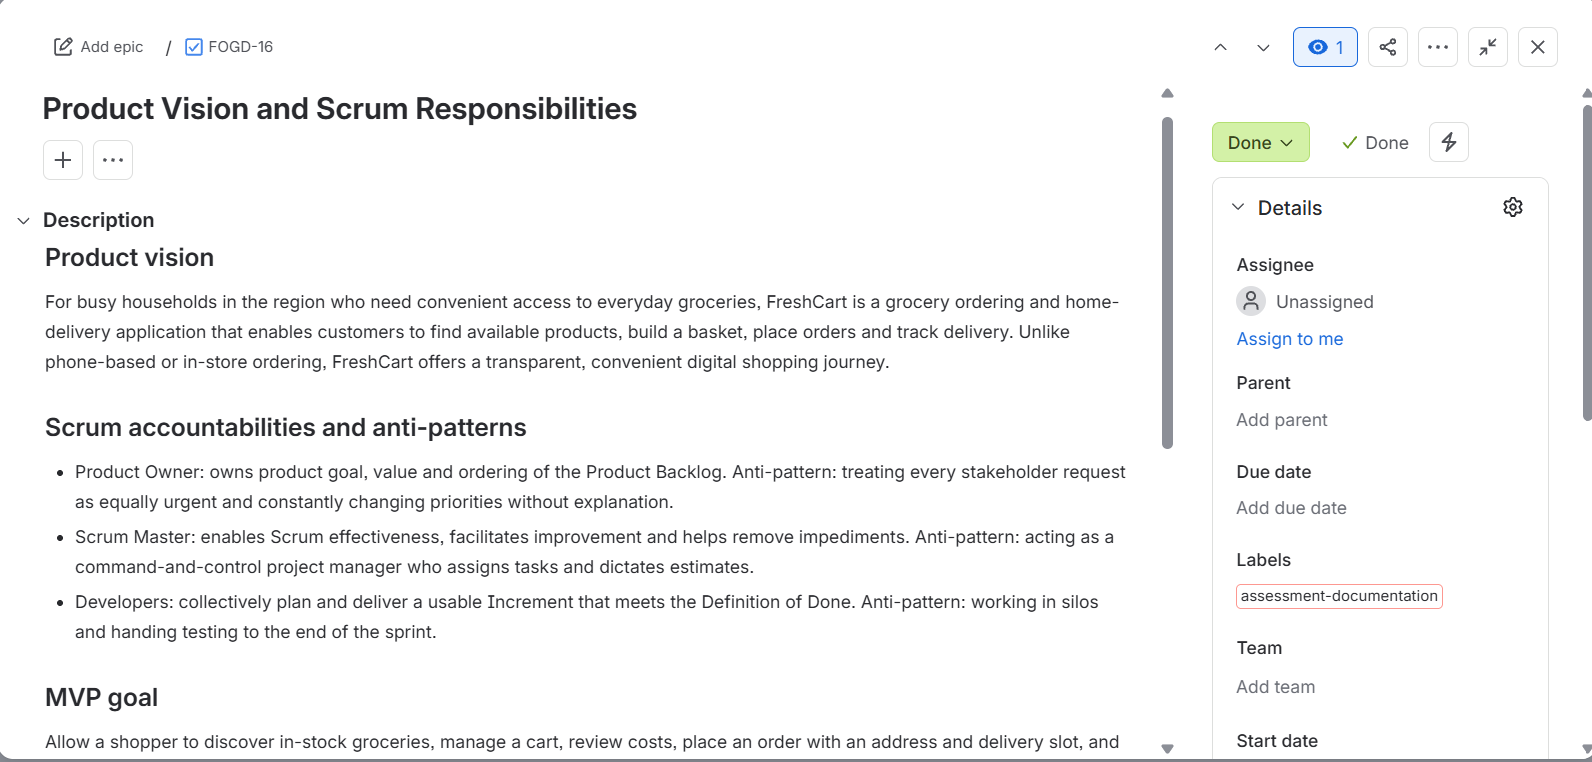 Add epic / FOGD-16
1
Product Vision and Scrum Responsibilities
Description
Product vision
For busy households in the region who need convenient access to everyday groceries, FreshCart is a grocery ordering and home-
delivery application that enables customers to find available products, build a basket, place orders and track delivery. Unlike
phone-based or in-store ordering, FreshCart offers a transparent, convenient digital shopping journey.
Scrum accountabilities and anti-patterns
• Product Owner: owns product goal, value and ordering of the Product Backlog. Anti-pattern: treating every stakeholder request
as equally urgent and constantly changing priorities without explanation.
• Scrum Master: enables Scrum effectiveness, facilitates improvement and helps remove impediments. Anti-pattern: acting as a
command-and-control project manager who assigns tasks and dictates estimates.
• Developers: collectively plan and deliver a usable Increment that meets the Definition of Done. Anti-pattern: working in silos
and handing testing to the end of the sprint.
MVP goal
Allow a shopper to discover in-stock groceries, manage a cart, review costs, place an order with an address and delivery slot, and
Done
Done
Details
Assignee
Unassigned
Assign to me
Parent
Add parent
Due date
Add due date
Labels
assessment-documentation
Team
Add team
Start date